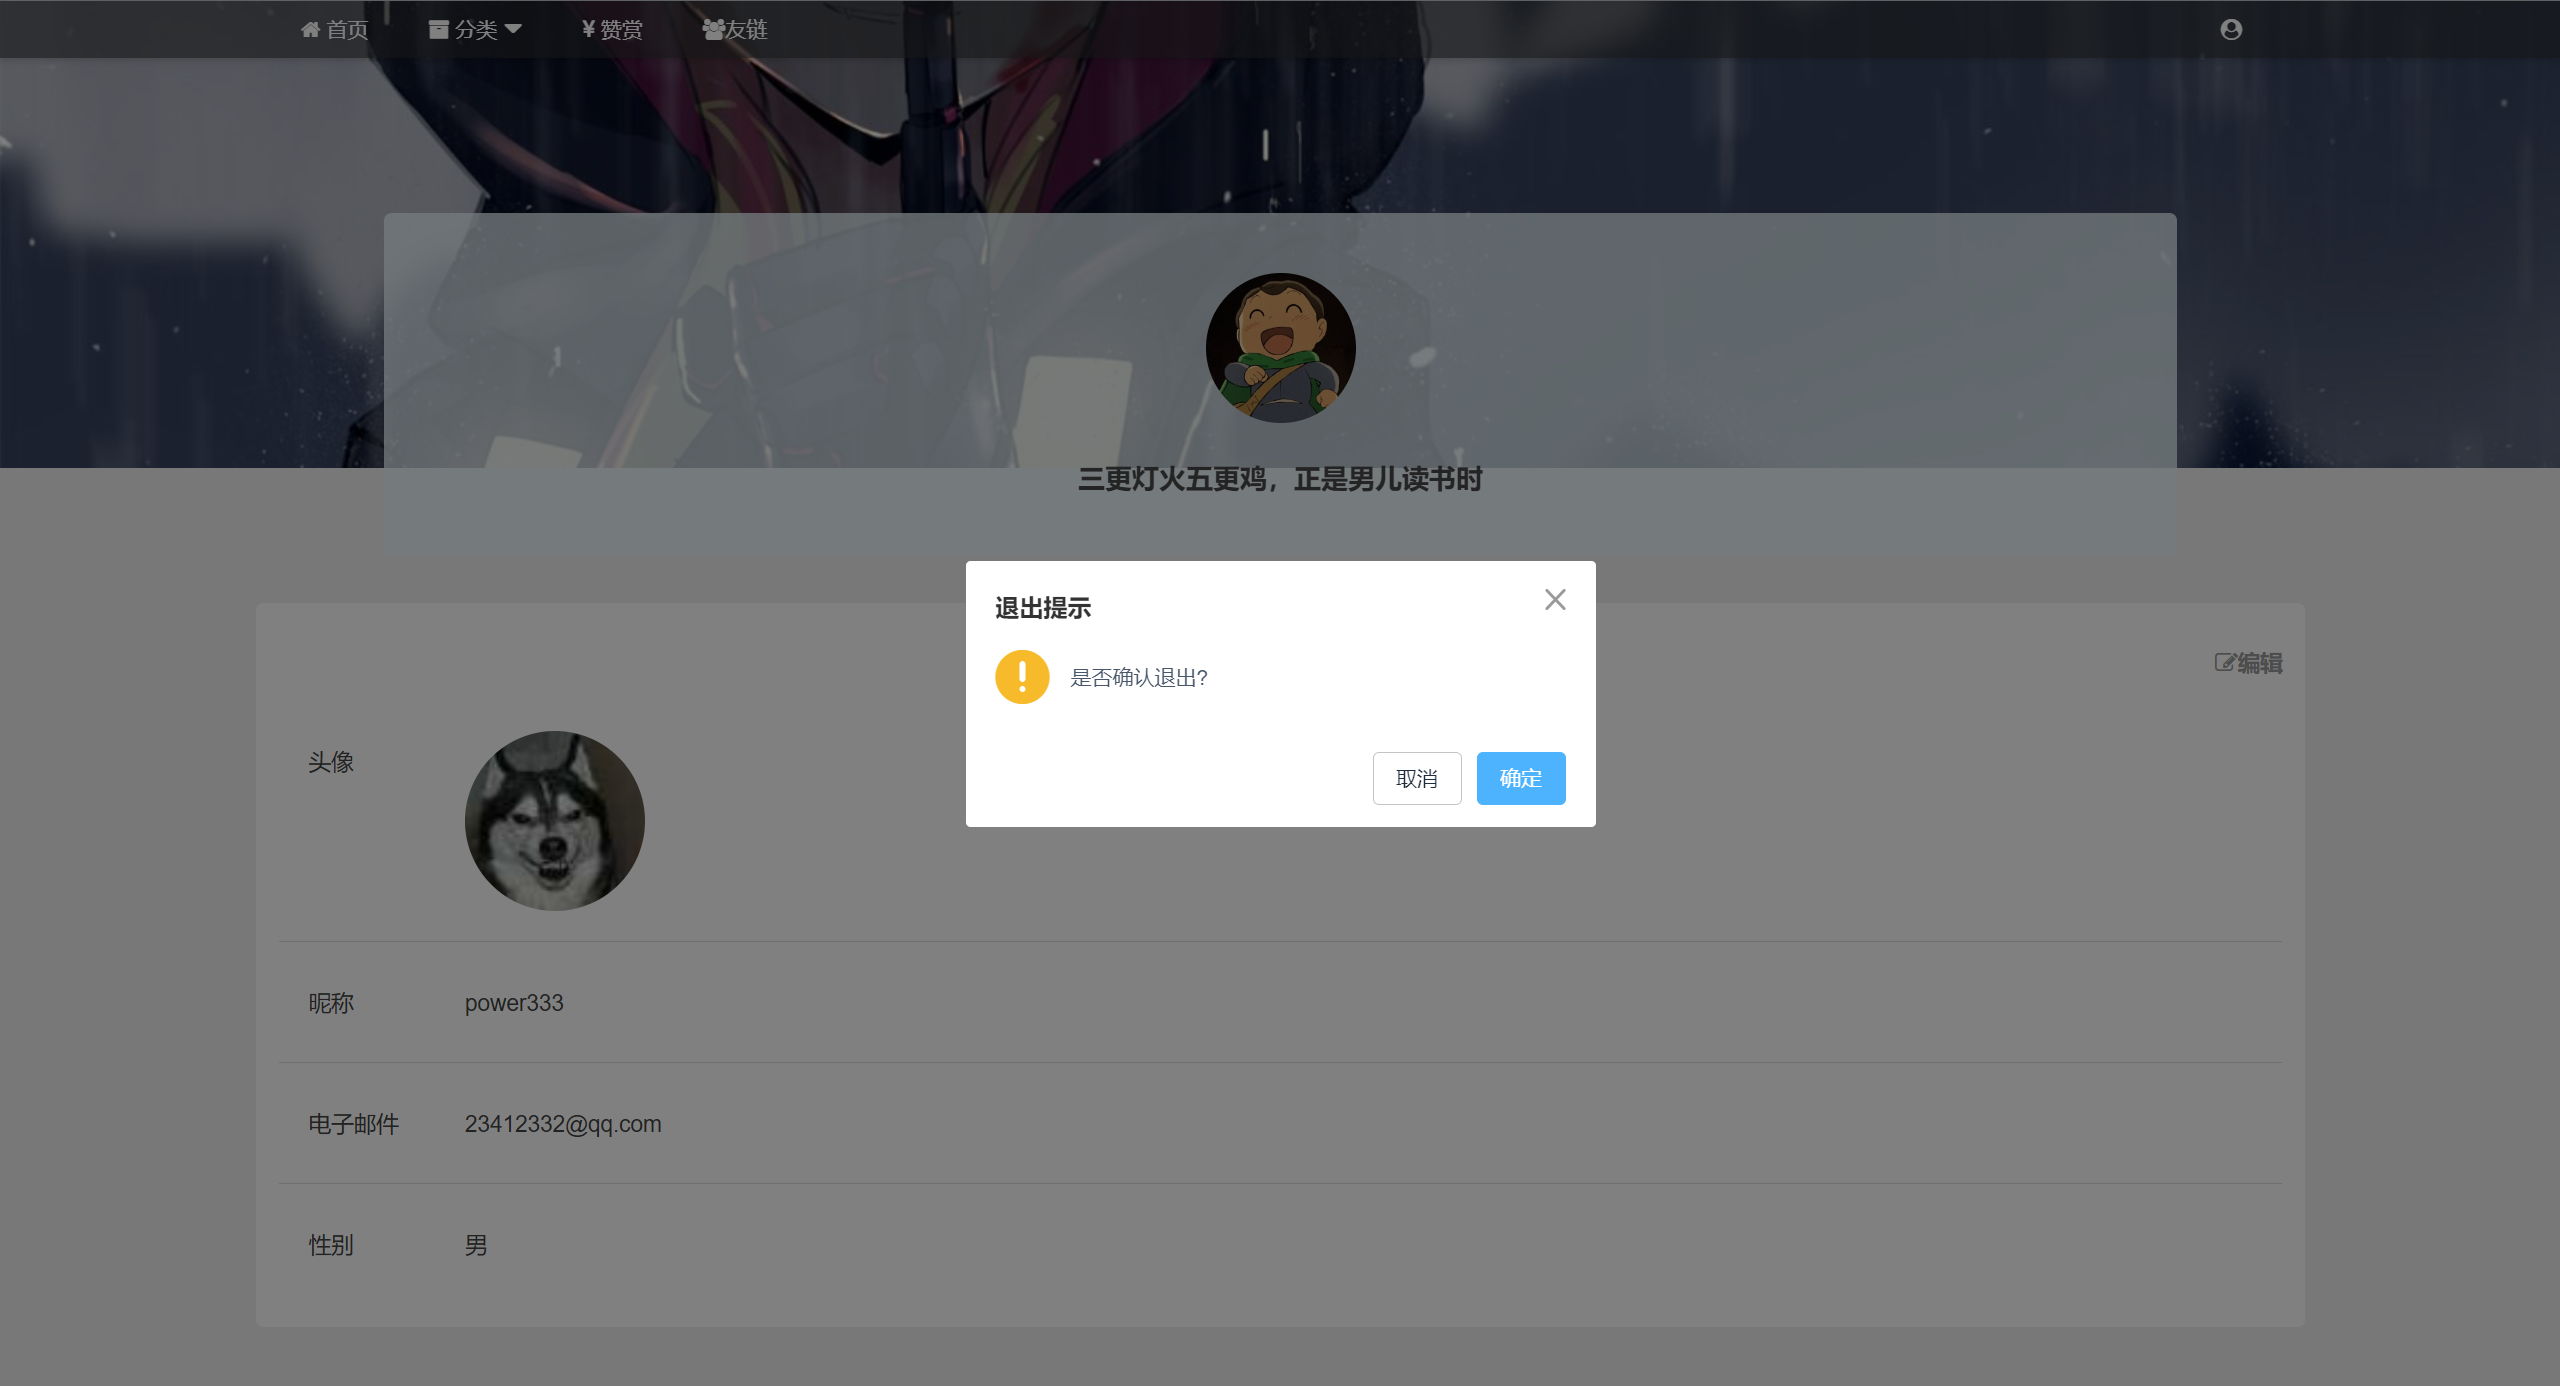 首页 分类 ¥ 赞赏 友链
三更灯火五更鸡，正是男儿读书时
退出提示
是否确认退出?
取消 确定
编辑
头像
昵称 power333
电子邮件 23412332@qq.com
性别 男